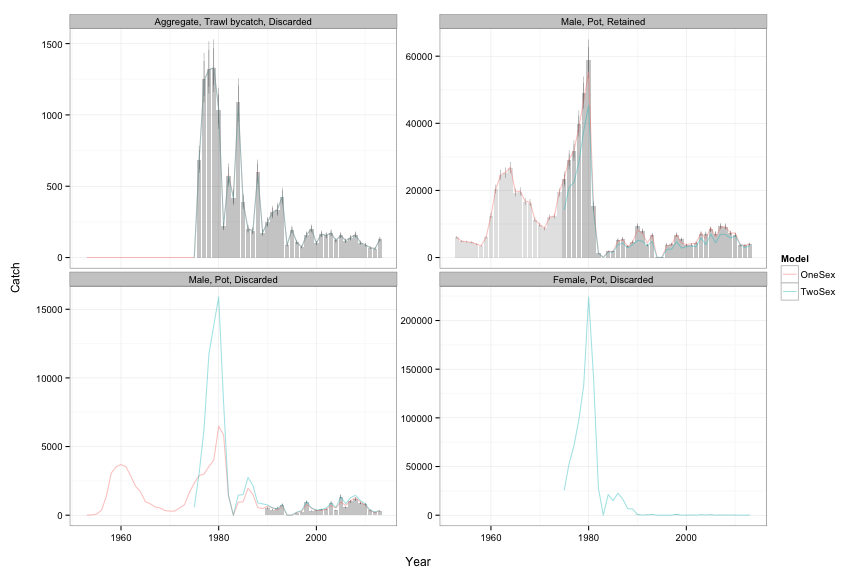 Aggregate, Trawl bycatch, Discarded
Male, Pot, Retained
1500
1000
500
0
60000
40000
20000
0
Catch
Male, Pot, Discarded
Female, Pot, Discarded
15000
10000
5000
0
200000
150000
100000
50000
0
1960
1980
2000
1960
1980
2000
Year
Model
OneSex
TwoSex